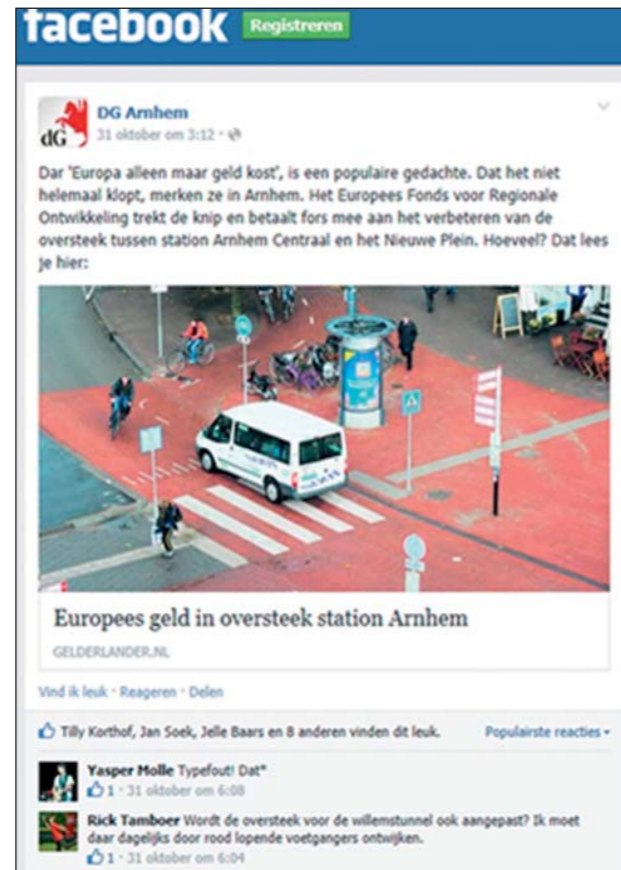 facebook Registreren
dG
DG Arnhem
31 oktober om 3:12 ·
Dar 'Europa alleen maar geld kost', is een populaire gedachte. Dat het niet
helemaal klopt, merken ze in Arnhem. Het Europees Fonds voor Regionale
Ontwikkeling trekt de knip en betaalt fors mee aan het verbeteren van de
oversteek tussen station Arnhem Centraal en het Nieuwe Plein. Hoeveel? Dat lees
je hier:
Europees geld in oversteek station Arnhem
GELDERLANDER.NL
Vind ik leuk · Reageren · Delen
Tilly Korthof, Jan Soek, Jelle Baars en 8 anderen vinden dit leuk. Populairste reacties
Yasper Molle Typefout! Dat*
1 · 31 oktober om 6:08
Rick Tamboer Wordt de oversteek voor de willemstunnel ook aangepast? Ik moet
daar dagelijks door rood lopende voetgangers ontwijken.
1 · 31 oktober om 6:04